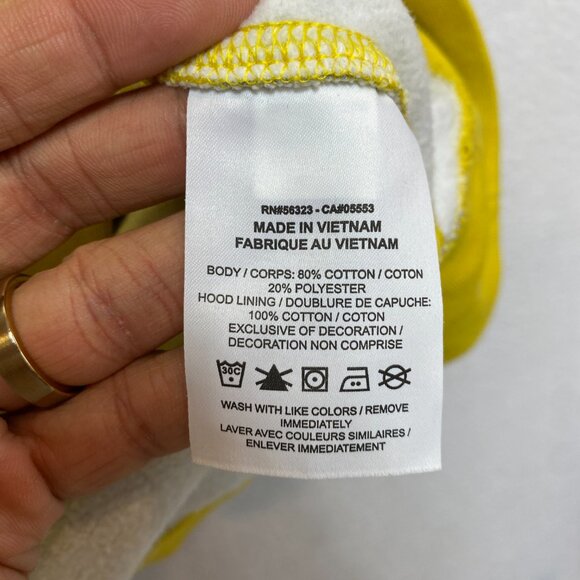 RN#56323 - CA#05553
MADE IN VIETNAM
FABRIQUE AU VIETNAM
BODY / CORPS: 80% COTTON / COTON
20% POLYESTER
HOOD LINING / DOUBLURE DE CAPUCHE:
100% COTTON / COTON
EXCLUSIVE OF DECORATION /
DECORATION NON COMPRISE
30C
WASH WITH LIKE COLORS / REMOVE
IMMEDIATELY
LAVER AVEC COULEURS SIMILAIRES /
ENLEVER IMMEDIATEMENT